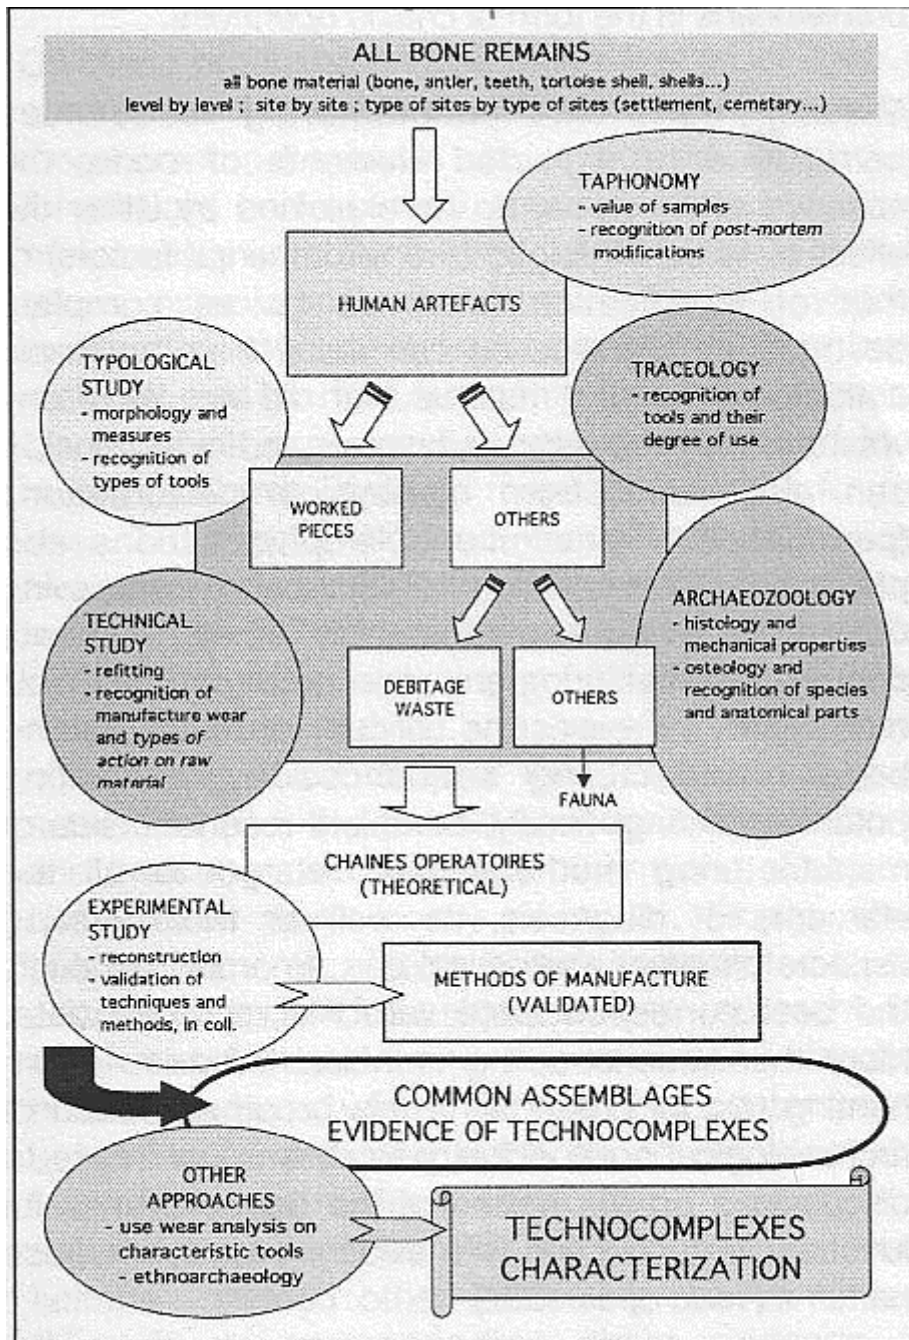 ALL BONE REMAINS
all bone material (bone, antler, teeth, tortoise shell, shells...)
level by level ; site by site ; type of sites by type of sites (settlement, cemetary...)
TAPHONOMY
- value of samples
- recognition of post-mortem
modifications
HUMAN ARTEFACTS
TYPOLOGICAL
STUDY
- morphology and
measures
- recognition of
types of tools
TRACEOLOGY
- recognition of
tools and their
degree of use
WORKED
PIECES
OTHERS
ARCHAEOZOOLOGY
- histology and
mechanical properties
- osteology and
recognition of species
and anatomical parts
TECHNICAL
STUDY
- refitting
- recognition of
manufacture wear
and types of
action on raw
material
DEBITAGE
WASTE
OTHERS
FAUNA
CHAINES OPERATOIRES
(THEORETICAL)
EXPERIMENTAL
STUDY
- reconstruction
- validation of
techniques and
methods, in coll.
METHODS OF MANUFACTURE
(VALIDATED)
COMMON ASSEMBLAGES
EVIDENCE OF TECHNOCOMPLEXES
OTHER
APPROACHES
- use wear analysis on
characteristic tools
- ethnoarchaeology
TECHNOCOMPLEXES
CHARACTERIZATION